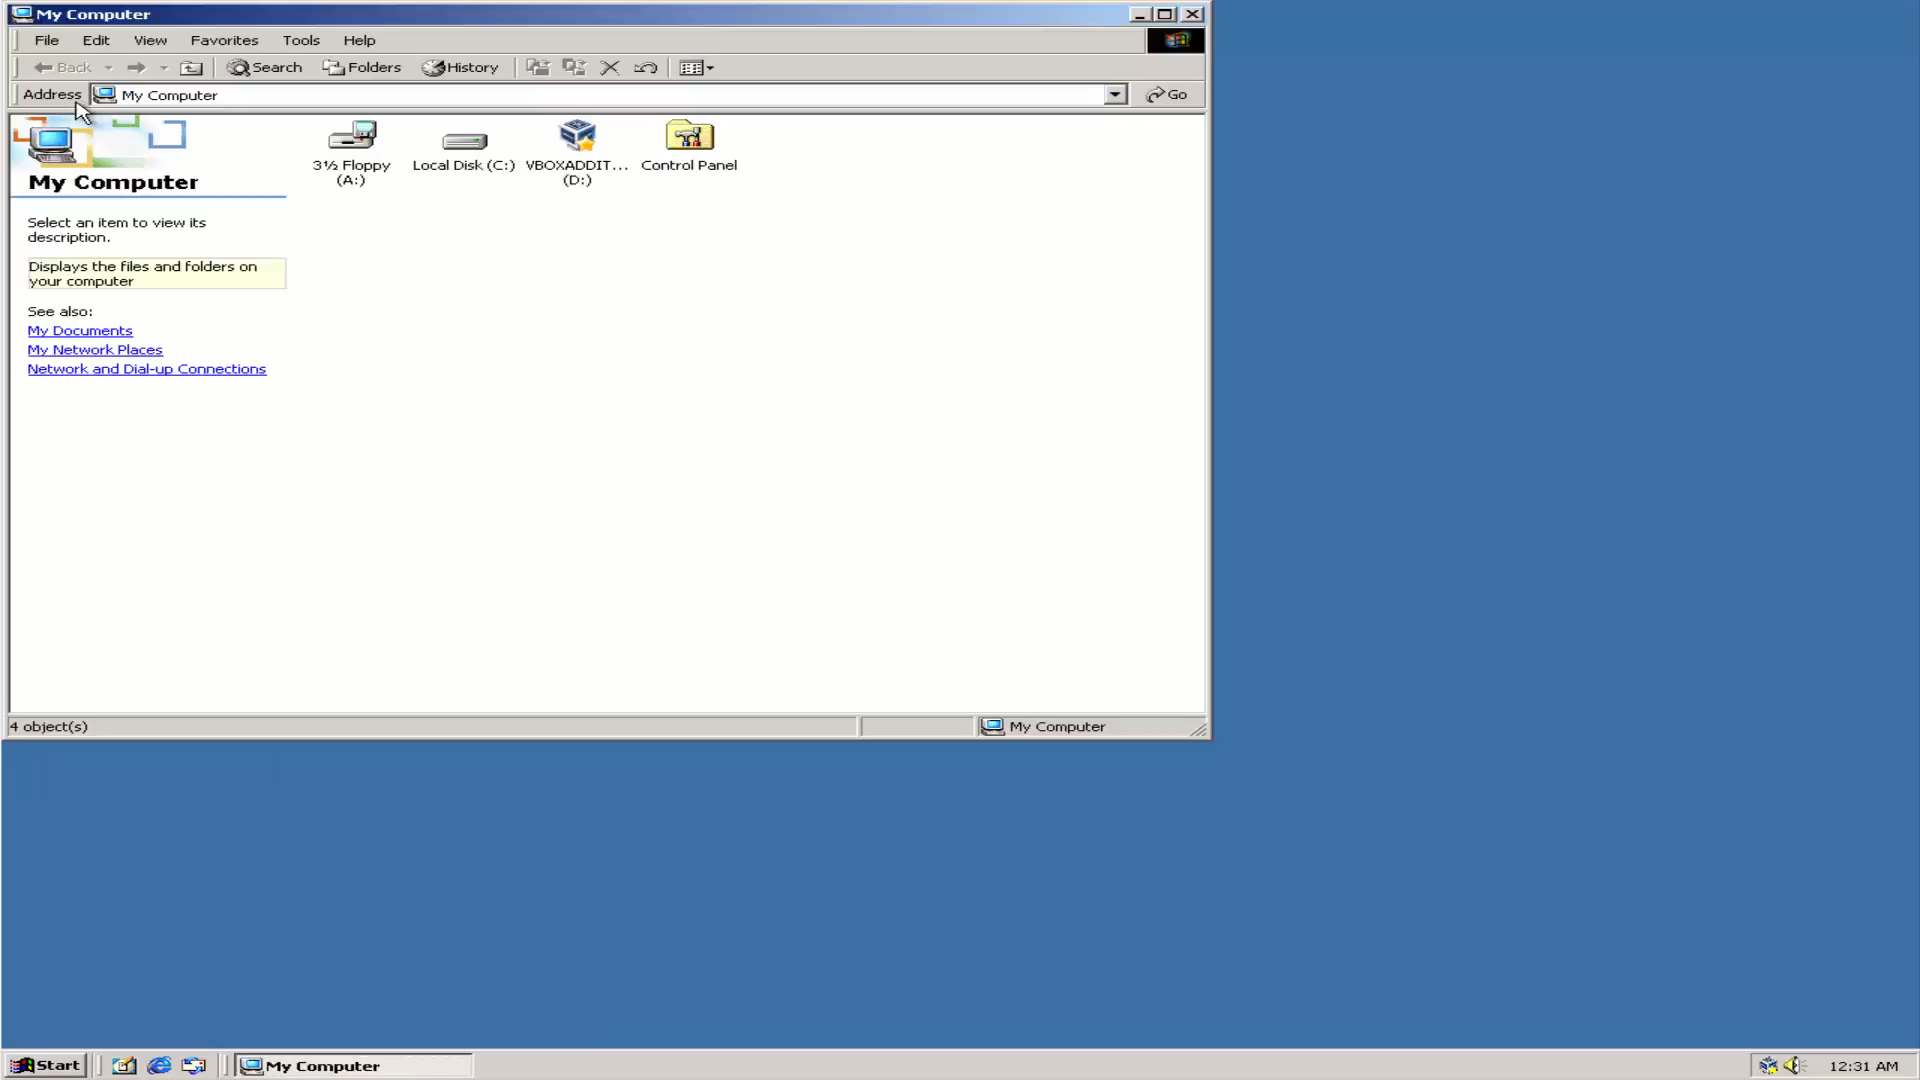 My Computer
File Edit View Favorites Tools Help
Back Search Folders History
Address My Computer Go
My Computer
Select an item to view its
description.
Displays the files and folders on
your computer
See also:
My Documents
My Network Places
Network and Dial-up Connections
3½ Floppy
(A:)
Local Disk (C:)
VBOXADDIT...
(D:)
Control Panel
4 object(s) My Computer
Start My Computer 12:31 AM